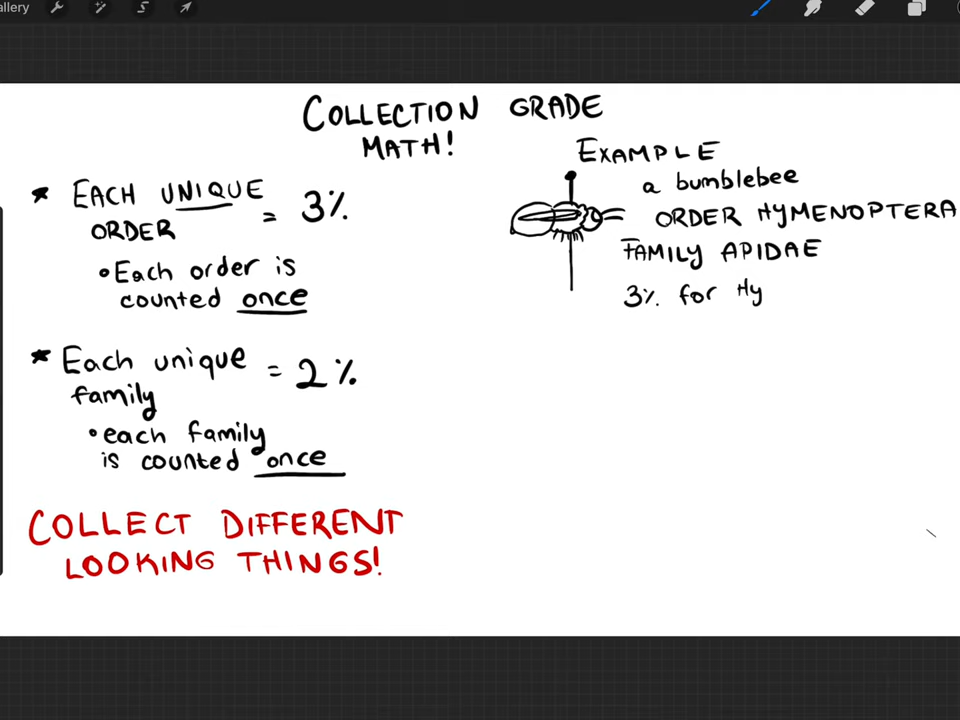 allery
COLLECTION GRADE
MATH!
* EACH UNIQUE
ORDER = 3%
• Each order is
counted once
* Each unique
family = 2%
• each family
is counted once
COLLECT DIFFERENT
LOOKING THINGS!
EXAMPLE
a bumblebee
ORDER HYMENOPTERA
FAMILY APIDAE
3% for Hy